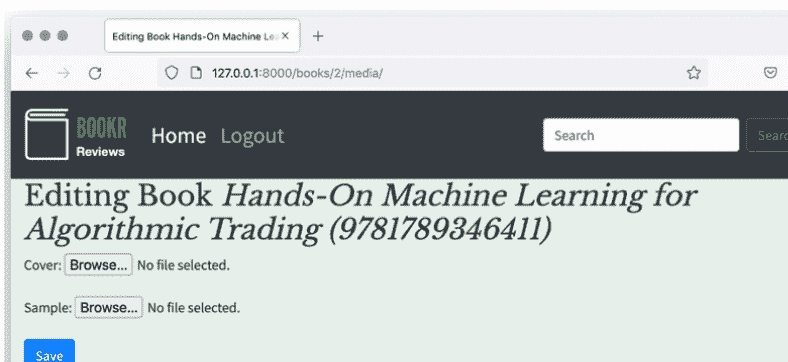 Editing Book Hands-On Machine Lea
127.0.0.1:8000/books/2/media/
BOOKR
Reviews
Home Logout
Search
Searc
Editing Book Hands-On Machine Learning for
Algorithmic Trading (9781789346411)
Cover: Browse... No file selected.
Sample: Browse... No file selected.
Save